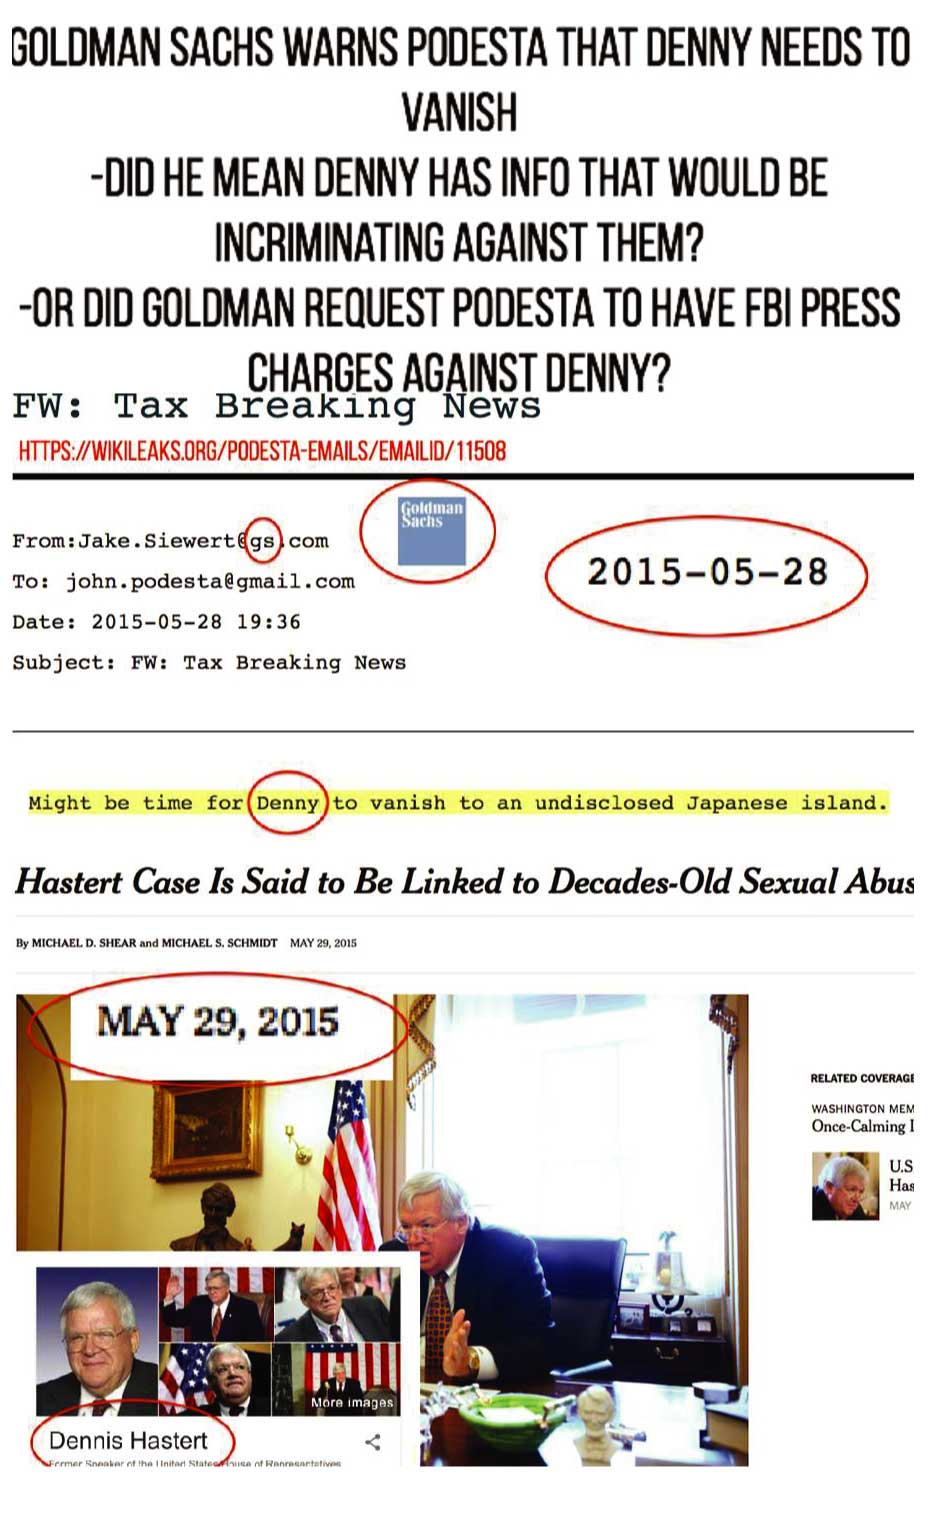 GOLDMAN SACHS WARNS PODESTA THAT DENNY NEEDS TO
VANISH
-DID HE MEAN DENNY HAS INFO THAT WOULD BE
INCRIMINATING AGAINST THEM?
-OR DID GOLDMAN REQUEST PODESTA TO HAVE FBI PRESS
CHARGES AGAINST DENNY?
FW: Tax Breaking News
HTTPS://WIKILEAKS.ORG/PODESTA-EMAILS/EMAILID/11508
Goldman
Sachs
From:Jake.Siewert@gs.com
To: john.podesta@gmail.com
Date: 2015-05-28 19:36
Subject: FW: Tax Breaking News
2015-05-28
Might be time for Denny to vanish to an undisclosed Japanese island.
Hastert Case Is Said to Be Linked to Decades-Old Sexual Abus
By MICHAEL D. SHEAR and MICHAEL S. SCHMIDT MAY 29, 2015
MAY 29, 2015
RELATED COVERAGE
WASHINGTON MEM
Once-Calming I
U.S
Has
MAY
More images
Dennis Hastert
Former Speaker of the United States House of Representatives